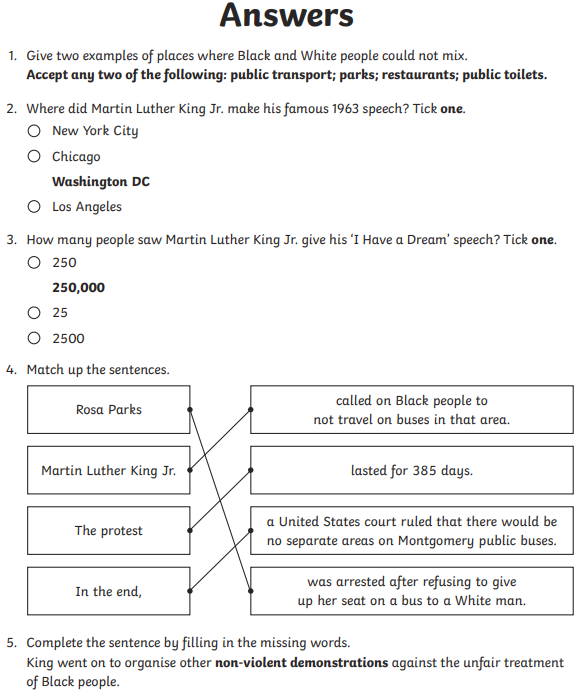 Answers
1. Give two examples of places where Black and White people could not mix.
Accept any two of the following: public transport; parks; restaurants; public toilets.
2. Where did Martin Luther King Jr. make his famous 1963 speech? Tick one.
New York City
Chicago
Washington DC
Los Angeles
3. How many people saw Martin Luther King Jr. give his ‘I Have a Dream’ speech? Tick one.
250
250,000
25
2500
4. Match up the sentences.
Rosa Parks
called on Black people to
not travel on buses in that area.
Martin Luther King Jr.
lasted for 385 days.
The protest
a United States court ruled that there would be
no separate areas on Montgomery public buses.
In the end,
was arrested after refusing to give
up her seat on a bus to a White man.
5. Complete the sentence by filling in the missing words.
King went on to organise other non-violent demonstrations against the unfair treatment
of Black people.